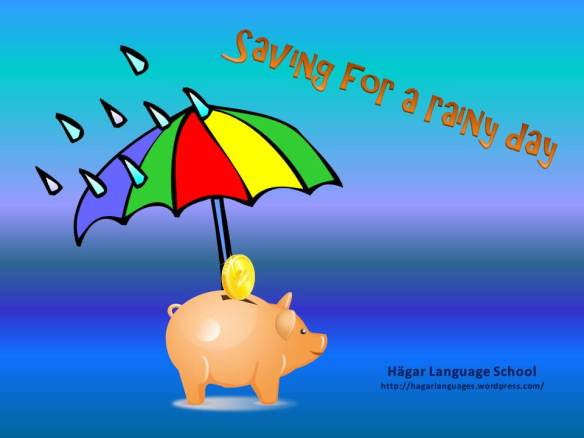 Saving For a rainy day
Hägar Language School
http://hagarlanguages.wordpress.com/